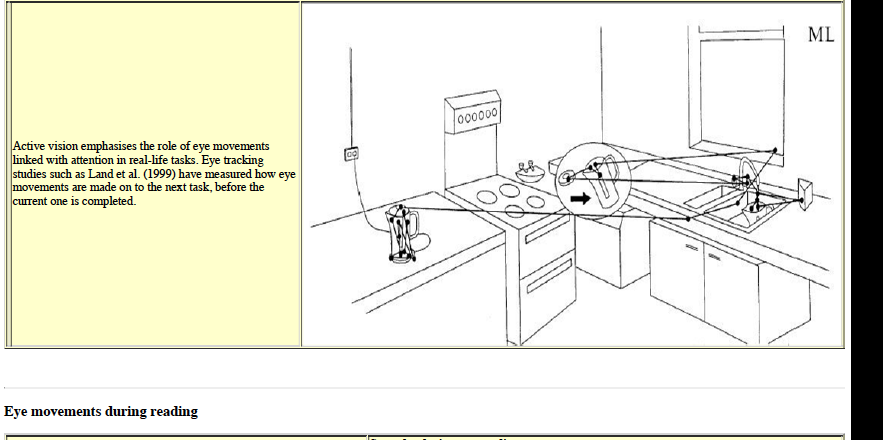 Active vision emphasises the role of eye movements
linked with attention in real-life tasks. Eye tracking
studies such as Land et al. (1999) have measured how eye
movements are made on to the next task, before the
current one is completed.
ML
Eye movements during reading